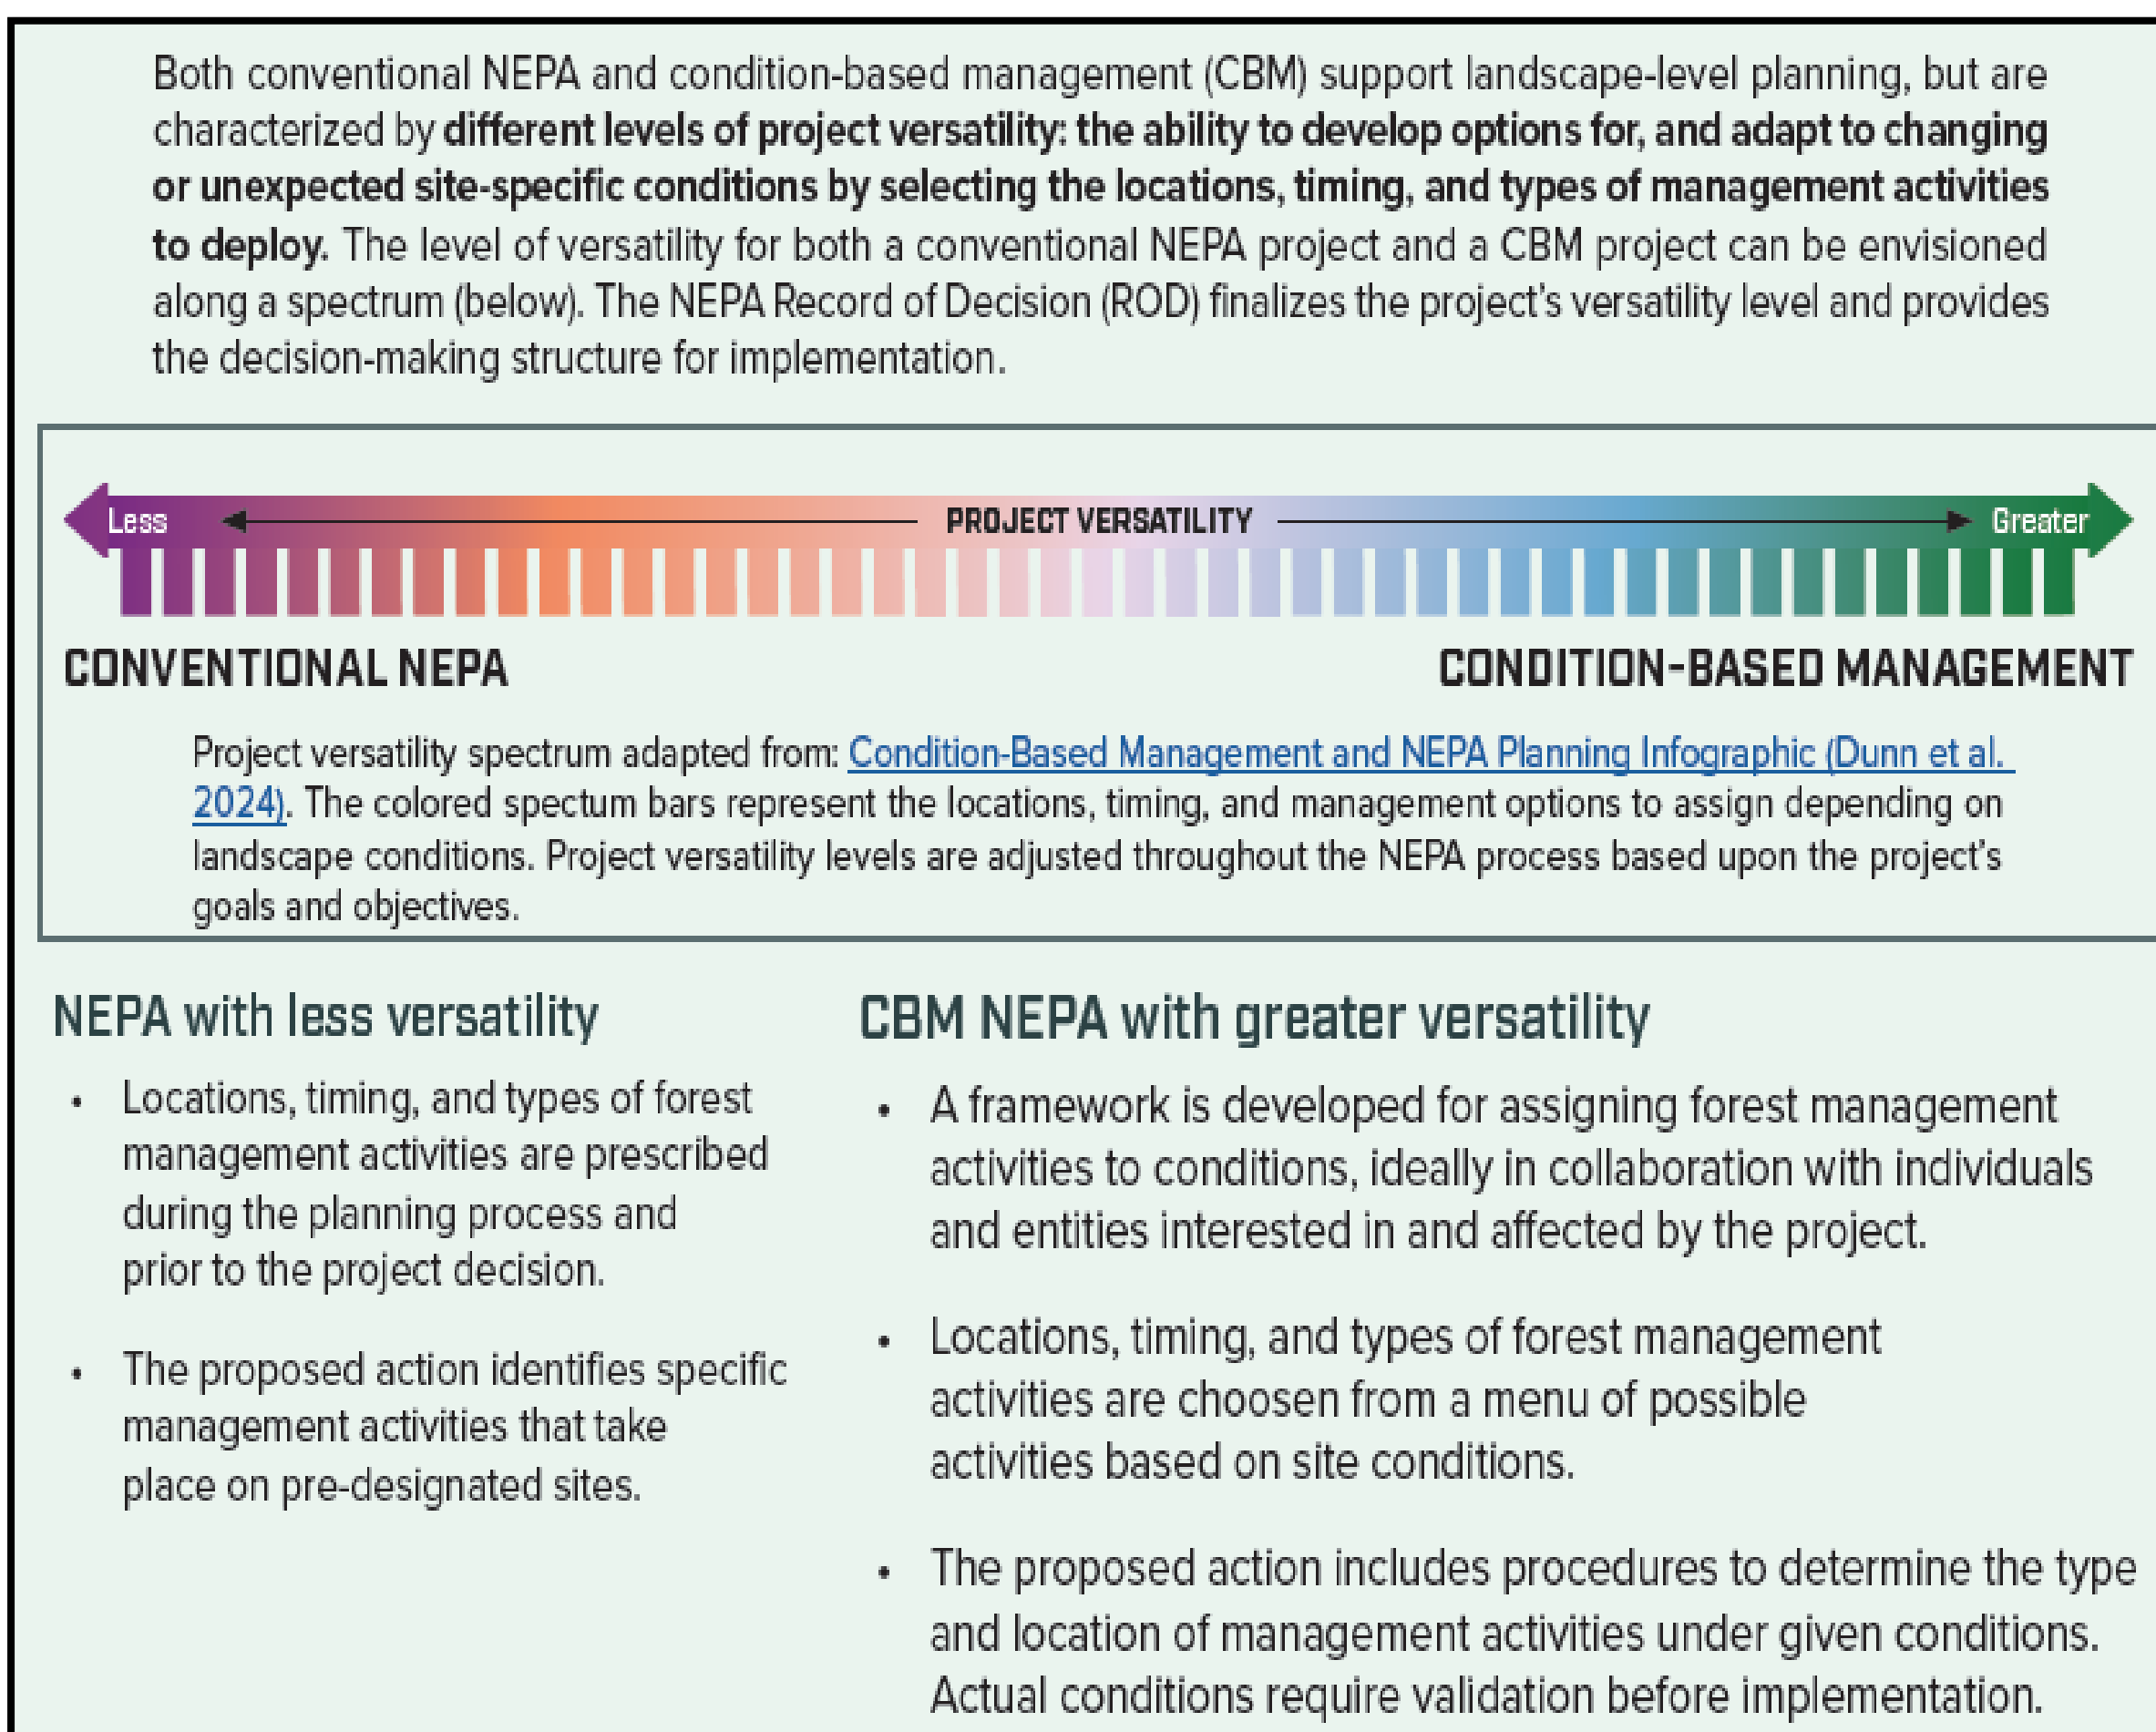 Both conventional NEPA and condition-based management (CBM) support landscape-level planning, but are
characterized by different levels of project versatility: the ability to develop options for, and adapt to changing
or unexpected site-specific conditions by selecting the locations, timing, and types of management activities
to deploy. The level of versatility for both a conventional NEPA project and a CBM project can be envisioned
along a spectrum (below). The NEPA Record of Decision (ROD) finalizes the project's versatility level and provides
the decision-making structure for implementation.
Less PROJECT VERSATILITY Greater
CONVENTIONAL NEPA CONDITION-BASED MANAGEMENT
Project versatility spectrum adapted from: Condition-Based Management and NEPA Planning Infographic (Dunn et al.
2024). The colored spectum bars represent the locations, timing, and management options to assign depending on
landscape conditions. Project versatility levels are adjusted throughout the NEPA process based upon the project's
goals and objectives.
NEPA with less versatility
• Locations, timing, and types of forest
management activities are prescribed
during the planning process and
prior to the project decision.
• The proposed action identifies specific
management activities that take
place on pre-designated sites.
CBM NEPA with greater versatility
• A framework is developed for assigning forest management
activities to conditions, ideally in collaboration with individuals
and entities interested in and affected by the project.
• Locations, timing, and types of forest management
activities are choosen from a menu of possible
activities based on site conditions.
• The proposed action includes procedures to determine the type
and location of management activities under given conditions.
Actual conditions require validation before implementation.